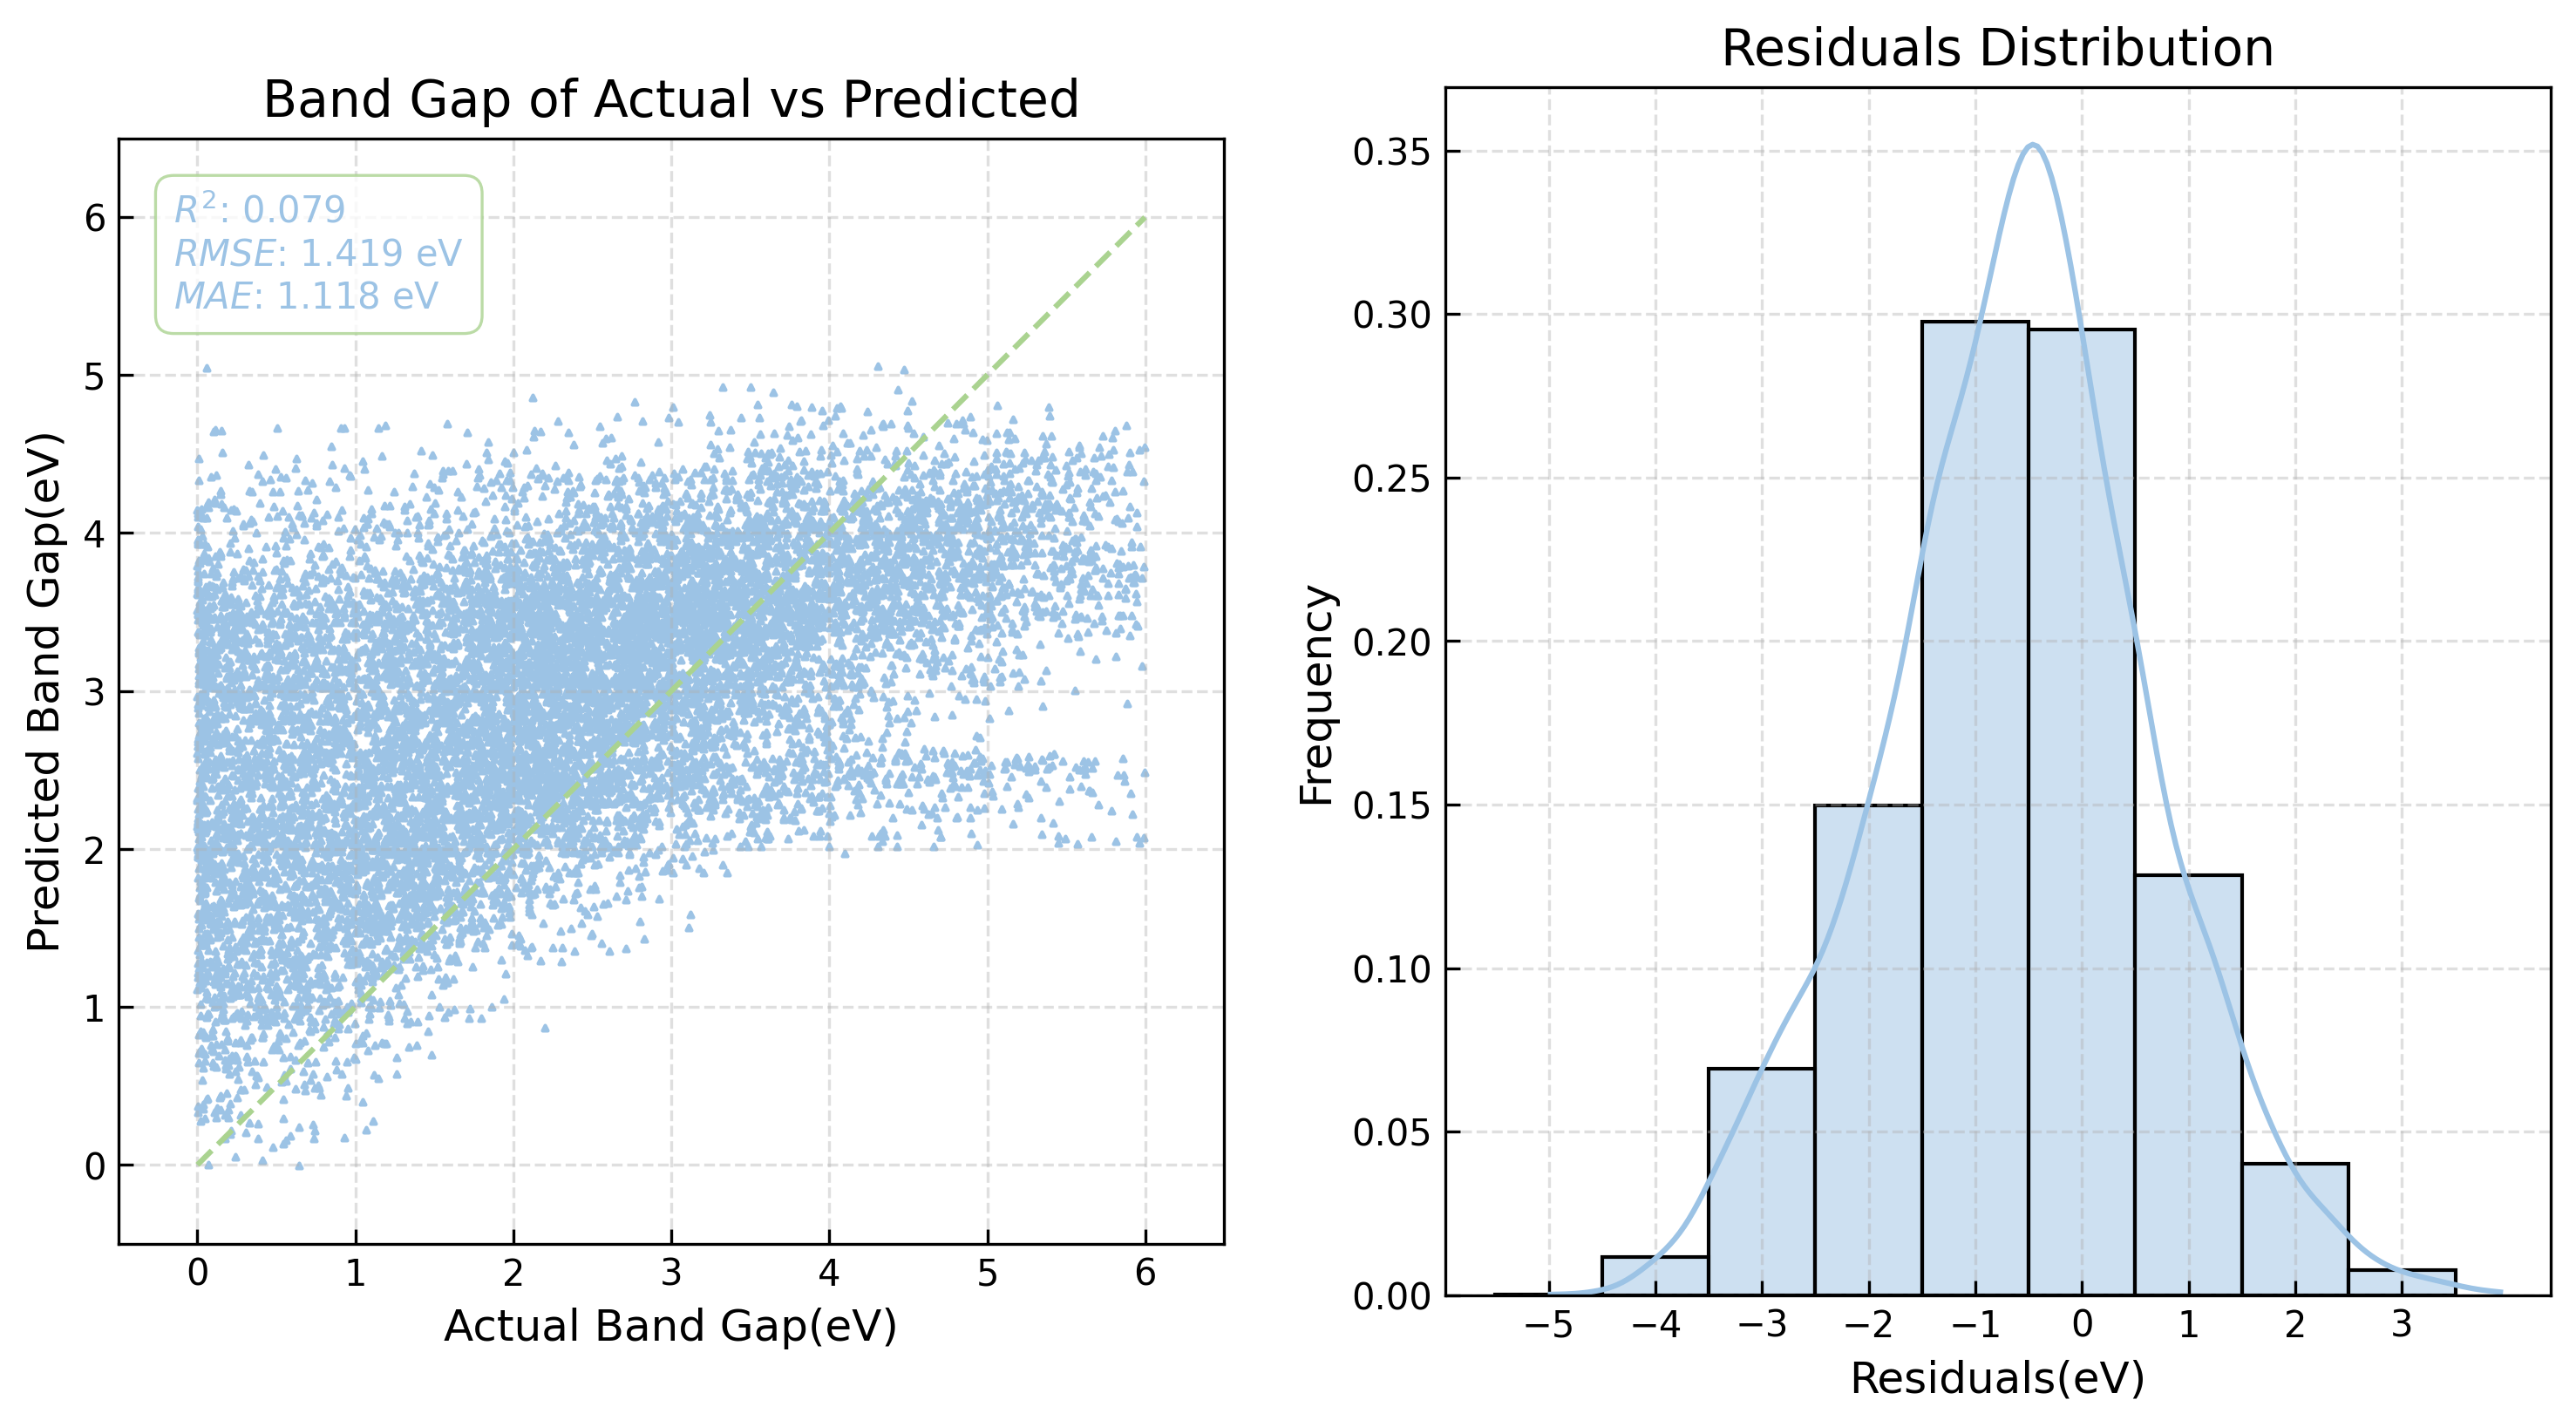 Band Gap of Actual vs Predicted
R²: 0.079
RMSE: 1.419 eV
MAE: 1.118 eV
Predicted Band Gap(eV)
6
5
4
3
2
1
0
0 1 2 3 4 5 6
Actual Band Gap(eV)
Residuals Distribution
Frequency
0.35
0.30
0.25
0.20
0.15
0.10
0.05
0.00
−5 −4 −3 −2 −1 0 1 2 3
Residuals(eV)